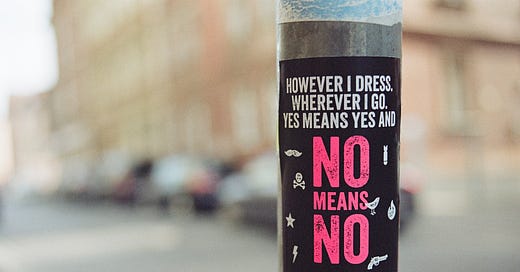 HOWEVER I DRESS.
WHEREVER I GO.
YES MEANS YES AND
NO
MEANS
NO